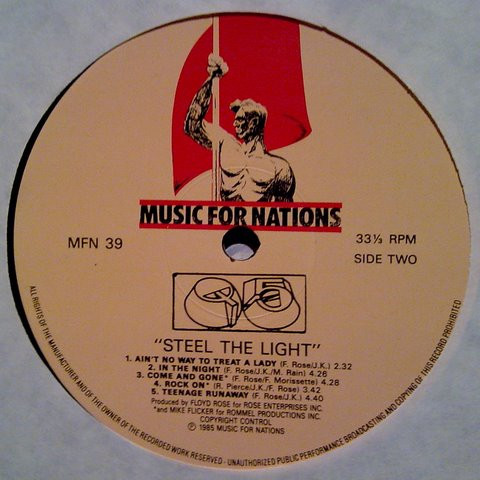 MUSIC FOR NATIONS
MFN 39
33⅓ RPM
SIDE TWO
Q5
"STEEL THE LIGHT"
1. AIN'T NO WAY TO TREAT A LADY (F. Rose/J.K.) 2.32
2. IN THE NIGHT (F. Rose/J.K./M. Rain) 4.26
3. COME AND GONE* (F. Rose/F. Morissette) 4.28
4. ROCK ON* (R. Pierce/J.K./F. Rose) 3.42
5. TEENAGE RUNAWAY (F. Rose/J.K.) 4.40
Produced by FLOYD ROSE for ROSE ENTERPRISES INC.
*and MIKE FLICKER for ROMMEL PRODUCTIONS INC.
COPYRIGHT CONTROL
℗ 1985 MUSIC FOR NATIONS
ALL RIGHTS OF THE MANUFACTURER AND OF THE OWNER OF THE RECORDED WORK RESERVED - UNAUTHORIZED PUBLIC PERFORMANCE BROADCASTING AND COPYING OF THIS RECORD PROHIBITED